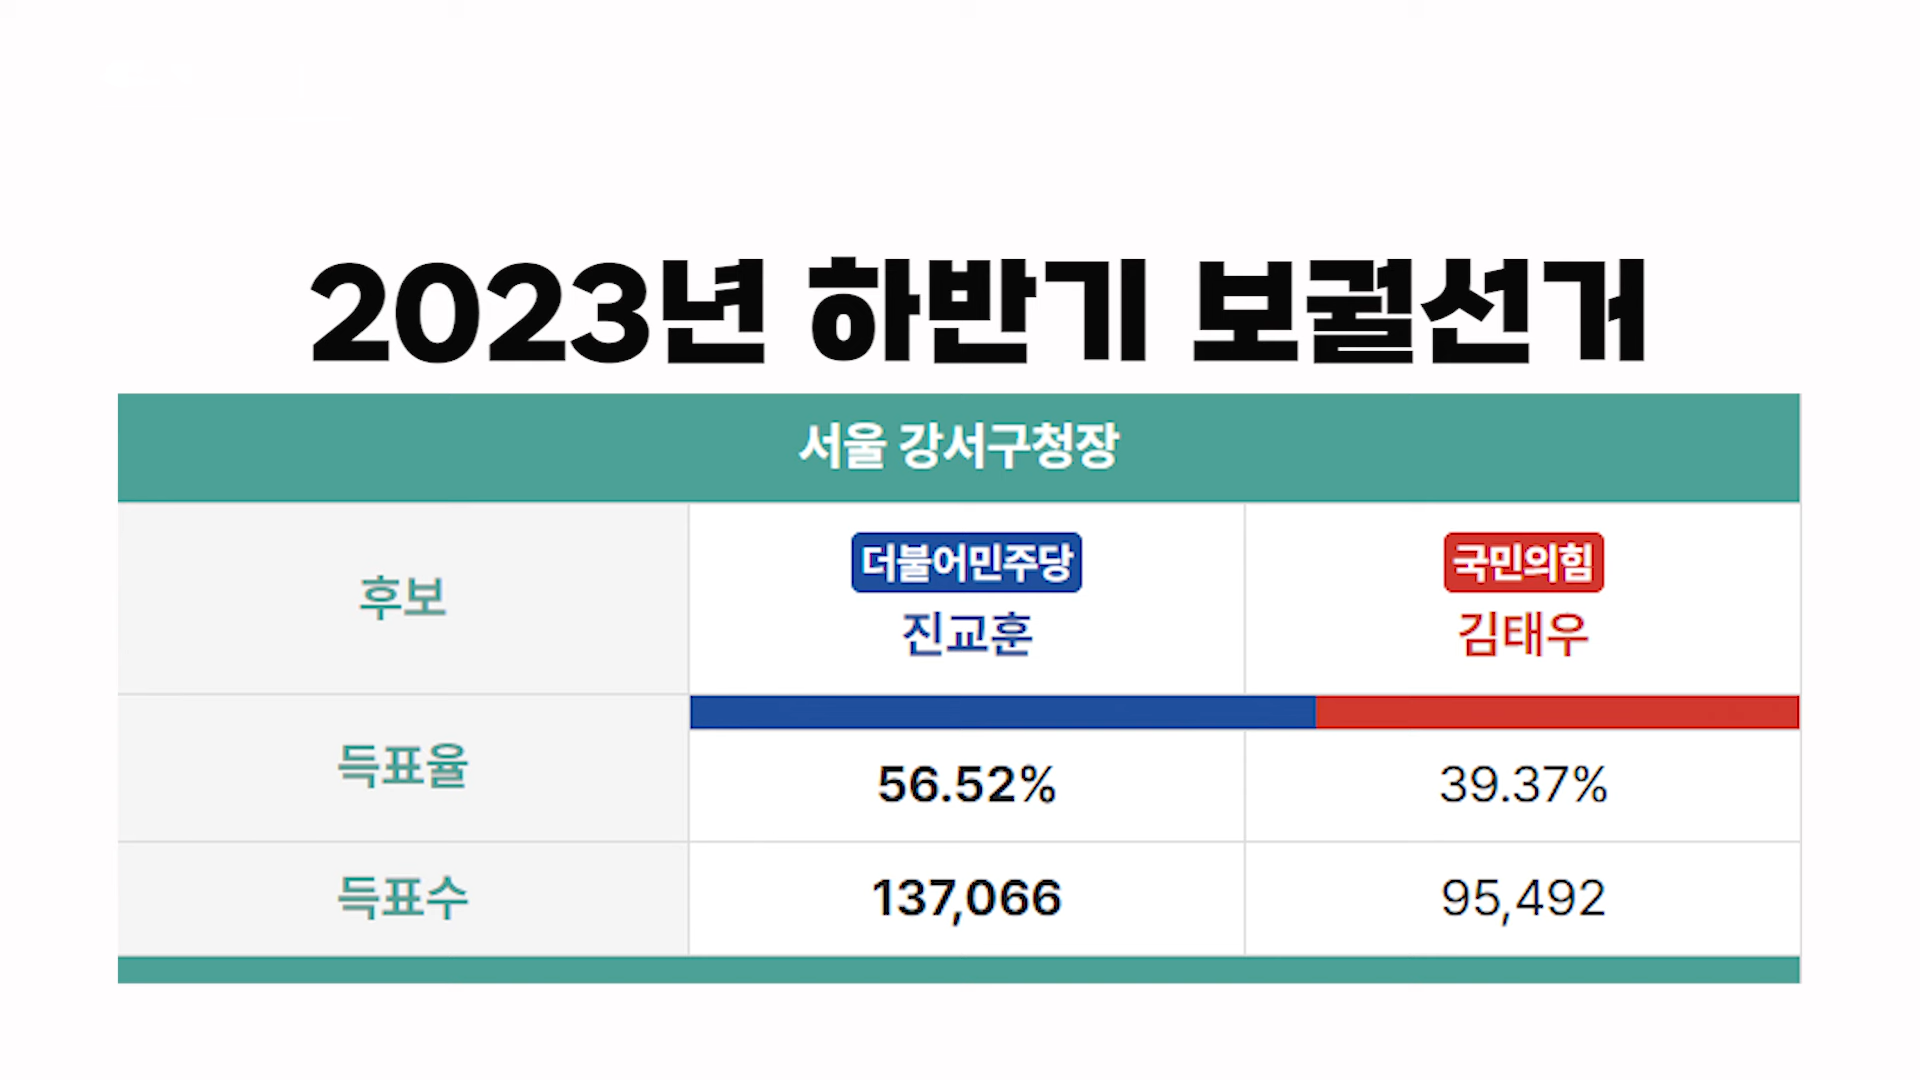 2023년 하반기 보궐선거
서울 강서구청장
후보
더불어민주당
진교훈
국민의힘
김태우
득표율
56.52%
39.37%
득표수
137,066
95,492